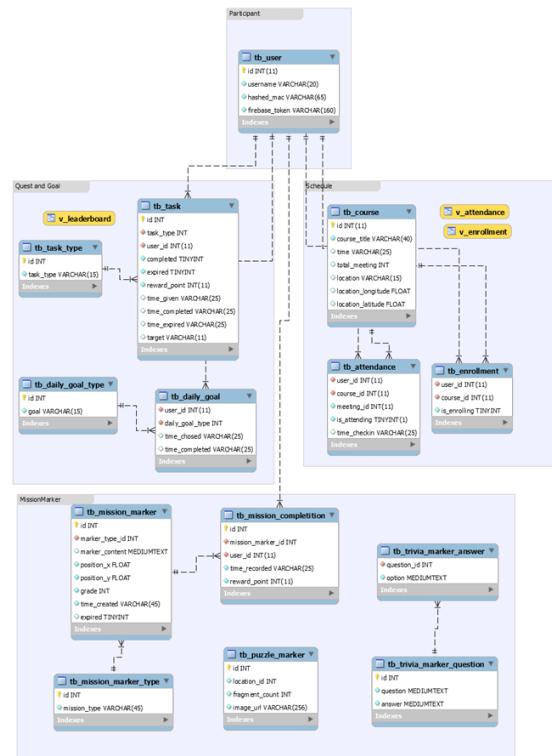 Participant
tb_user
id INT(11)
username VARCHAR(20)
hashed_mac VARCHAR(65)
firebase_token VARCHAR(160)
Indexes
Quest and Goal
v_leaderboard
tb_task_type
id INT
task_type VARCHAR(15)
Indexes
tb_task
id INT
task_type INT
user_id INT(11)
completed TINYINT
expired TINYINT
reward_point INT(11)
time_given VARCHAR(25)
time_completed VARCHAR(25)
time_expired VARCHAR(25)
target VARCHAR(11)
Indexes
tb_daily_goal_type
id INT
goal VARCHAR(15)
Indexes
tb_daily_goal
user_id INT(11)
daily_goal_type INT
time_chosed VARCHAR(25)
time_completed VARCHAR(25)
Indexes
Schedule
tb_course
id INT(11)
course_title VARCHAR(40)
time VARCHAR(25)
total_meeting INT
location VARCHAR(15)
location_longitude FLOAT
location_latitude FLOAT
Indexes
v_attendance
v_enrollment
tb_attendance
user_id INT(11)
course_id INT(11)
meeting_id INT(11)
is_attending TINYINT(1)
time_checkin VARCHAR(25)
Indexes
tb_enrollment
user_id INT(11)
course_id INT(11)
is_enrolling TINYINT
Indexes
MissionMarker
tb_mission_marker
id INT
marker_type_id INT
marker_content MEDIUMTEXT
position_x FLOAT
position_y FLOAT
grade INT
time_created VARCHAR(45)
expired TINYINT
Indexes
tb_mission_completition
id INT
mission_marker_id INT
user_id INT(11)
time_recorded VARCHAR(25)
reward_point INT(11)
Indexes
tb_trivia_marker_answer
question_id INT
option MEDIUMTEXT
Indexes
tb_mission_marker_type
id INT
mission_type VARCHAR(45)
Indexes
tb_puzzle_marker
id INT
location_id INT
fragment_count INT
image_url VARCHAR(256)
Indexes
tb_trivia_marker_question
id INT
question MEDIUMTEXT
answer MEDIUMTEXT
Indexes